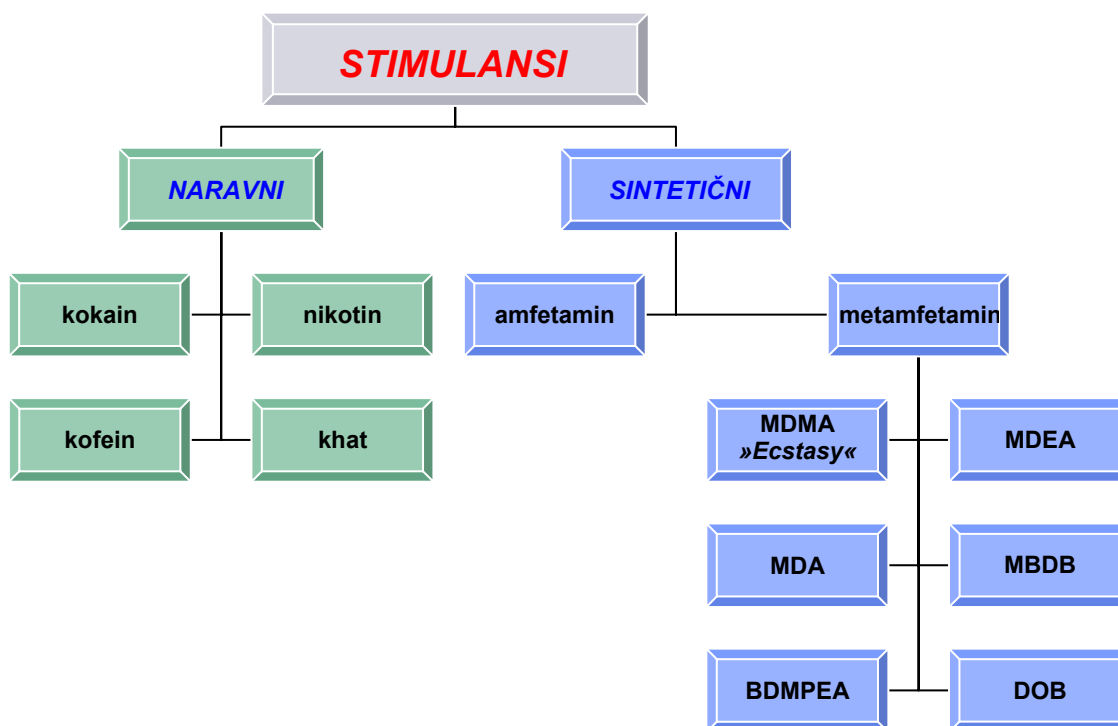 STIMULANSI
NARAVNI
SINTETIČNI
kokain
nikotin
amfetamin
metamfetamin
kofein
khat
MDMA
»Ecstasy«
MDEA
MDA
MBDB
BDMPEA
DOB